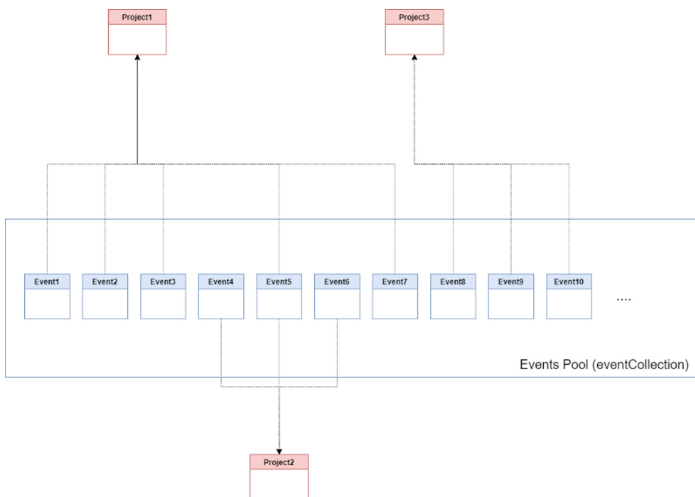 Project1
Project3
Event1
Event2
Event3
Event4
Event5
Event6
Event7
Event8
Event9
Event10
....
Events Pool (eventCollection)
Project2